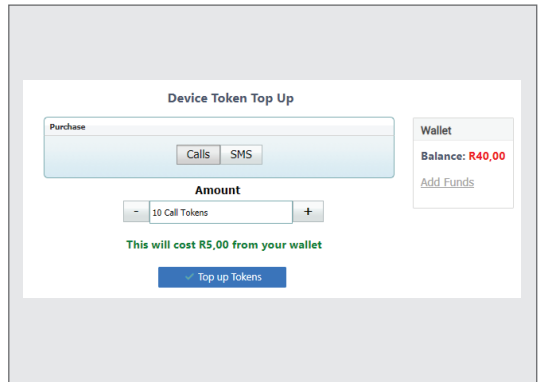 Device Token Top Up
Purchase
Calls SMS
Amount
- 10 Call Tokens +
This will cost R5,00 from your wallet
Top up Tokens
Wallet
Balance: R40,00
Add Funds